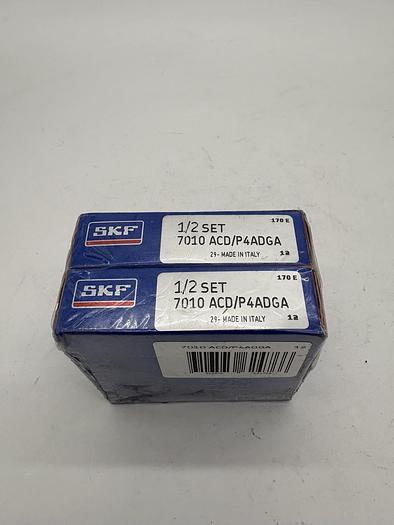 SKF
170 E
1/2 SET
7010 ACD/P4ADGA
29- MADE IN ITALY 12
SKF
170 E
1/2 SET
7010 ACD/P4ADGA
29- MADE IN ITALY 12
7010 ACD/P4ADGA 12